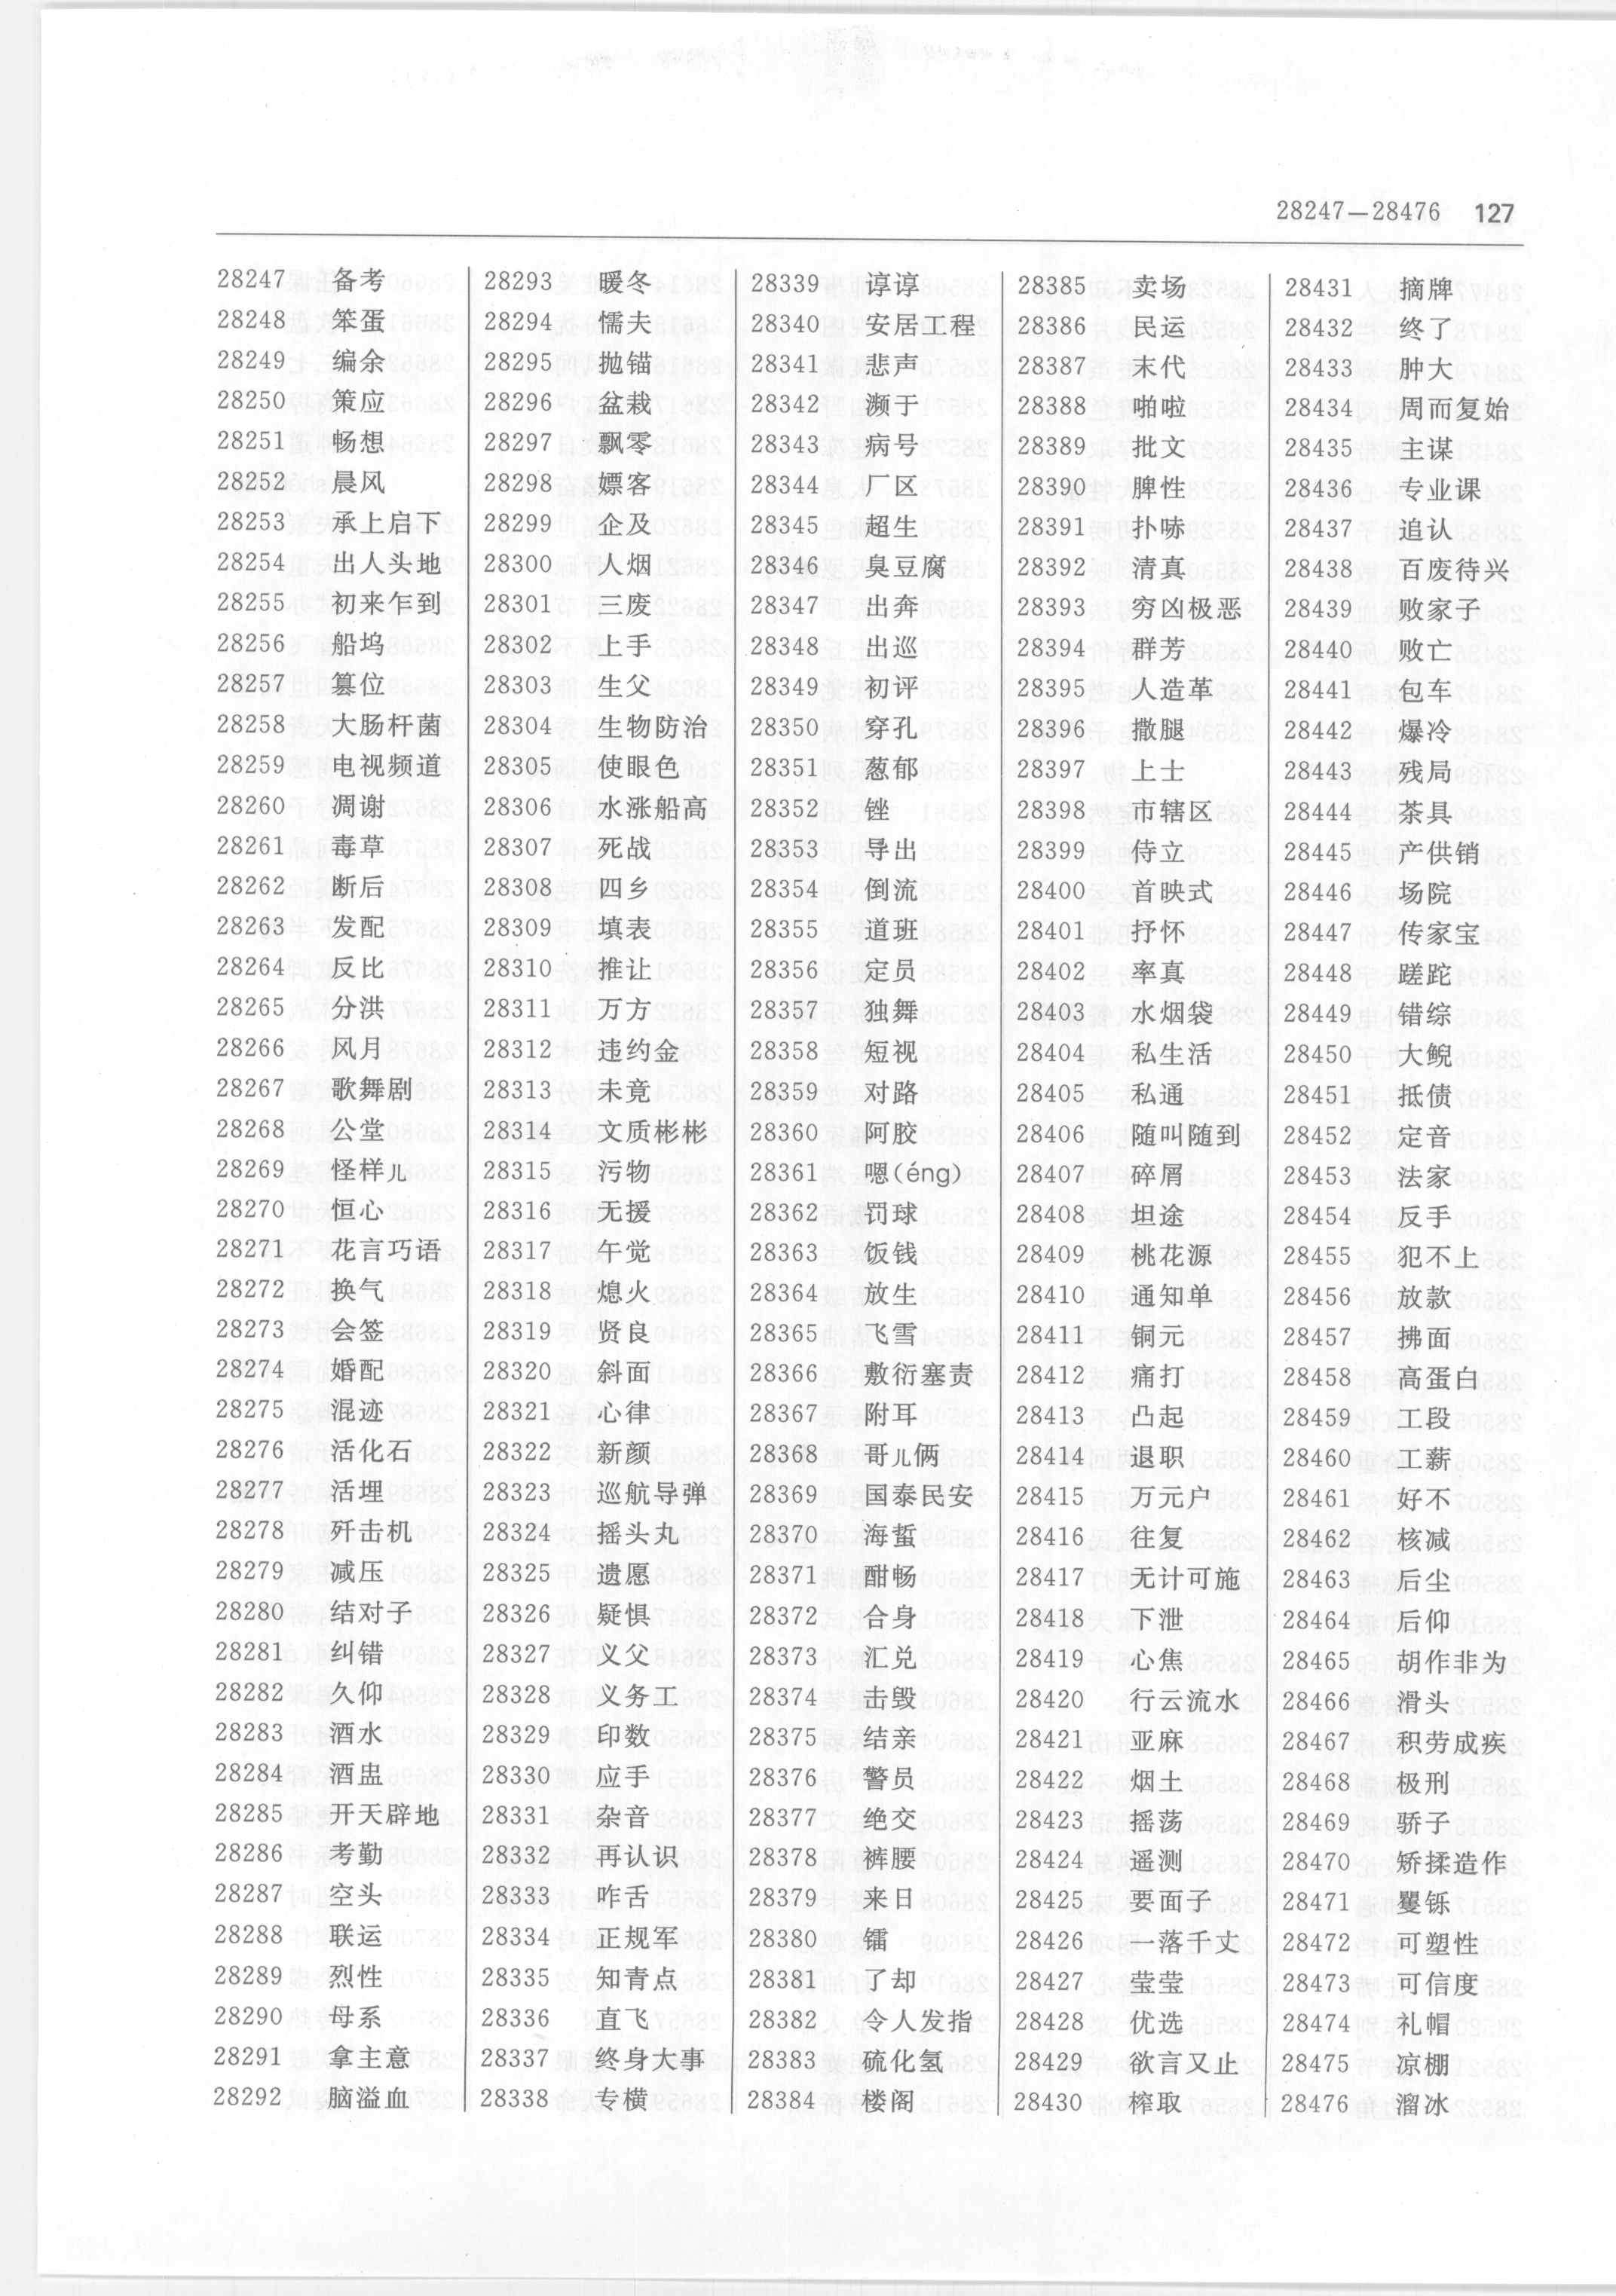 28247—28476 127
28247 备考
28248 笨蛋
28249 编余
28250 策应
28251 畅想
28252 晨风
28253 承上启下
28254 出人头地
28255 初来乍到
28256 船坞
28257 篡位
28258 大肠杆菌
28259 电视频道
28260 凋谢
28261 毒草
28262 断后
28263 发配
28264 反比
28265 分洪
28266 风月
28267 歌舞剧
28268 公堂
28269 怪样儿
28270 恒心
28271 花言巧语
28272 换气
28273 会签
28274 婚配
28275 混迹
28276 活化石
28277 活埋
28278 歼击机
28279 减压
28280 结对子
28281 纠错
28282 久仰
28283 酒水
28284 酒盅
28285 开天辟地
28286 考勤
28287 空头
28288 联运
28289 烈性
28290 母系
28291 拿主意
28292 脑溢血
28293 暖冬
28294 懦夫
28295 抛锚
28296 盆栽
28297 飘零
28298 嫖客
28299 企及
28300 人烟
28301 三废
28302 上手
28303 生父
28304 生物防治
28305 使眼色
28306 水涨船高
28307 死战
28308 四乡
28309 填表
28310 推让
28311 万方
28312 违约金
28313 未竟
28314 文质彬彬
28315 污物
28316 无援
28317 午觉
28318 熄火
28319 贤良
28320 斜面
28321 心律
28322 新颜
28323 巡航导弹
28324 摇头丸
28325 遗愿
28326 疑惧
28327 义父
28328 义务工
28329 印数
28330 应手
28331 杂音
28332 再认识
28333 咋舌
28334 正规军
28335 知青点
28336 直飞
28337 终身大事
28338 专横
28339 谆谆
28340 安居工程
28341 悲声
28342 濒于
28343 病号
28344 厂区
28345 超生
28346 臭豆腐
28347 出奔
28348 出巡
28349 初评
28350 穿孔
28351 葱郁
28352 锉
28353 导出
28354 倒流
28355 道班
28356 定员
28357 独舞
28358 短视
28359 对路
28360 阿胶
28361 嗯(éng)
28362 罚球
28363 饭钱
28364 放生
28365 飞雪
28366 敷衍塞责
28367 附耳
28368 哥儿俩
28369 国泰民安
28370 海蜇
28371 酣畅
28372 合身
28373 汇兑
28374 击毁
28375 结亲
28376 警员
28377 绝交
28378 裤腰
28379 来日
28380 镭
28381 了却
28382 令人发指
28383 硫化氢
28384 楼阁
28385 卖场
28386 民运
28387 末代
28388 啪啦
28389 批文
28390 脾性
28391 扑哧
28392 清真
28393 穷凶极恶
28394 群芳
28395 人造革
28396 撒腿
28397 上士
28398 市辖区
28399 侍立
28400 首映式
28401 抒怀
28402 率真
28403 水烟袋
28404 私生活
28405 私通
28406 随叫随到
28407 碎屑
28408 坦途
28409 桃花源
28410 通知单
28411 铜元
28412 痛打
28413 凸起
28414 退职
28415 万元户
28416 往复
28417 无计可施
28418 下泄
28419 心焦
28420 行云流水
28421 亚麻
28422 烟土
28423 摇荡
28424 遥测
28425 要面子
28426 一落千丈
28427 莹莹
28428 优选
28429 欲言又止
28430 榨取
28431 摘牌
28432 终了
28433 肿大
28434 周而复始
28435 主谋
28436 专业课
28437 追认
28438 百废待兴
28439 败家子
28440 败亡
28441 包车
28442 爆冷
28443 残局
28444 茶具
28445 产供销
28446 场院
28447 传家宝
28448 蹉跎
28449 错综
28450 大鲵
28451 抵债
28452 定音
28453 法家
28454 反手
28455 犯不上
28456 放款
28457 拂面
28458 高蛋白
28459 工段
28460 工薪
28461 好不
28462 核减
28463 后尘
28464 后仰
28465 胡作非为
28466 滑头
28467 积劳成疾
28468 极刑
28469 骄子
28470 矫揉造作
28471 矍铄
28472 可塑性
28473 可信度
28474 礼帽
28475 凉棚
28476 溜冰